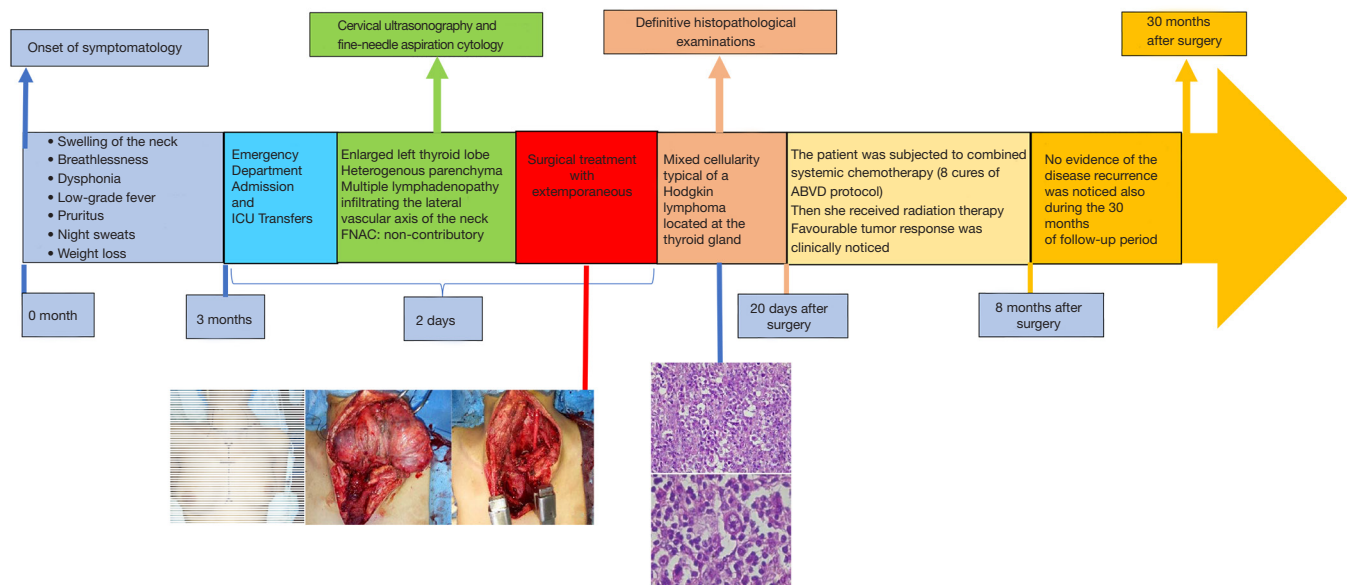 Onset of symptomatology
Cervical ultrasonography and
fine-needle aspiration cytology
Definitive histopathological
examinations
30 months
after surgery
• Swelling of the neck
• Breathlessness
• Dysphonia
• Low-grade fever
• Pruritus
• Night sweats
• Weight loss
Emergency
Department
Admission
and
ICU Transfers
Enlarged left thyroid lobe
Heterogenous parenchyma
Multiple lymphadenopathy
infiltrating the lateral
vascular axis of the neck
FNAC: non-contributory
Surgical treatment
with
extemporaneous
Mixed cellularity
typical of a
Hodgkin
lymphoma
located at the
thyroid gland
The patient was subjected to combined
systemic chemotherapy (8 cures of
ABVD protocol)
Then she received radiation therapy
Favourable tumor response was
clinically noticed
No evidence of the
disease recurrence
was noticed also
during the 30
months
of follow-up period
0 month
3 months
2 days
20 days after
surgery
8 months after
surgery